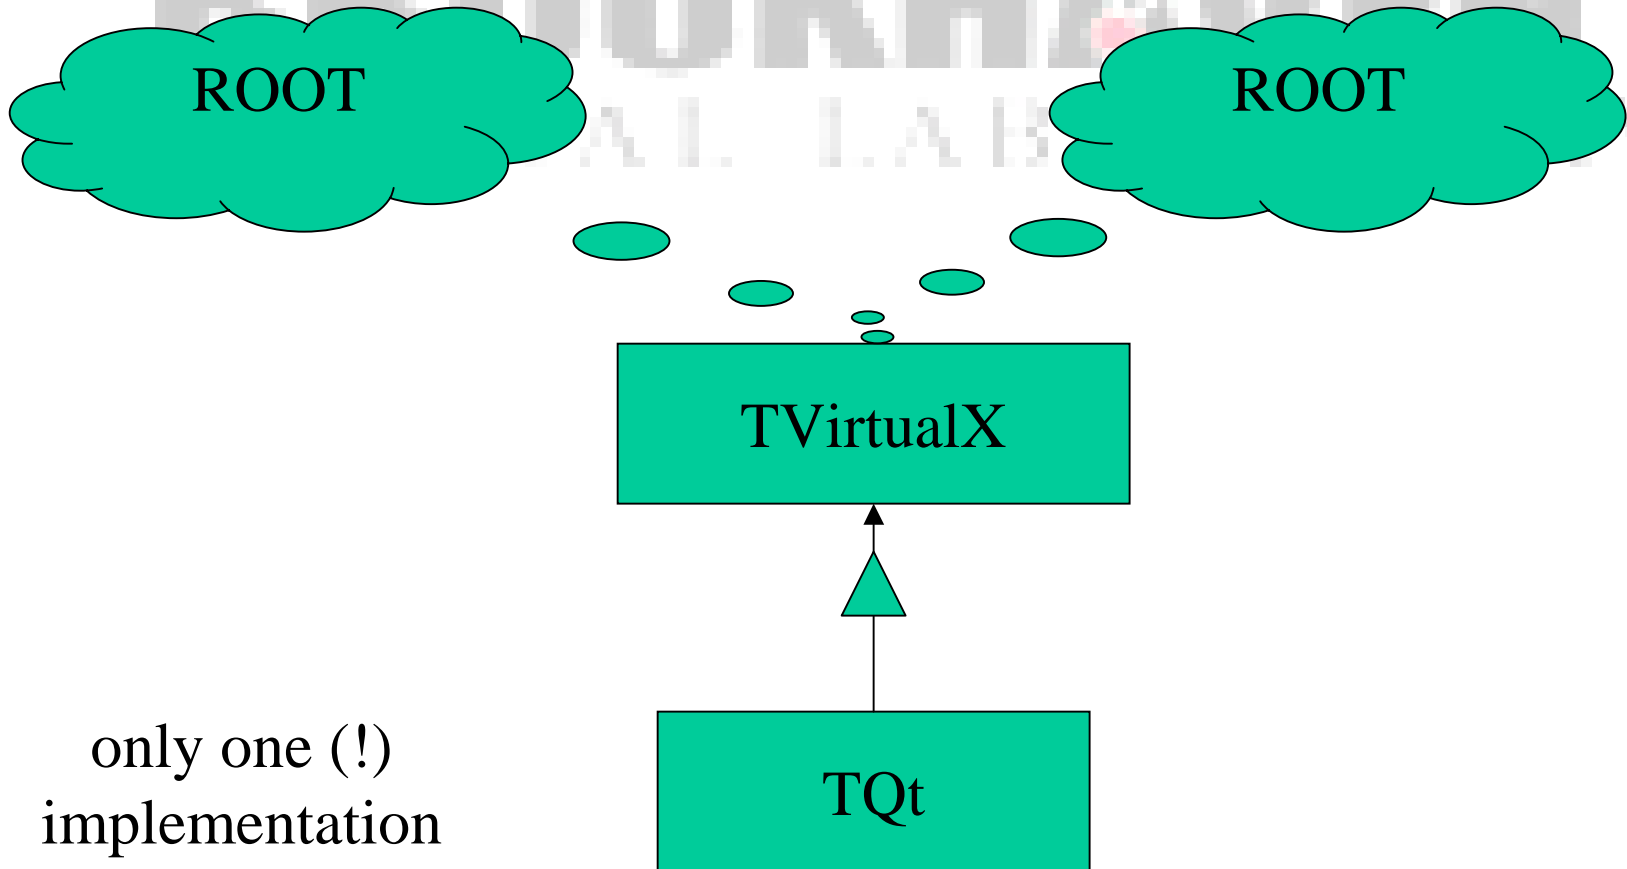 ROOT
ROOT
TVirtualX
only one (!)
implementation
TQt